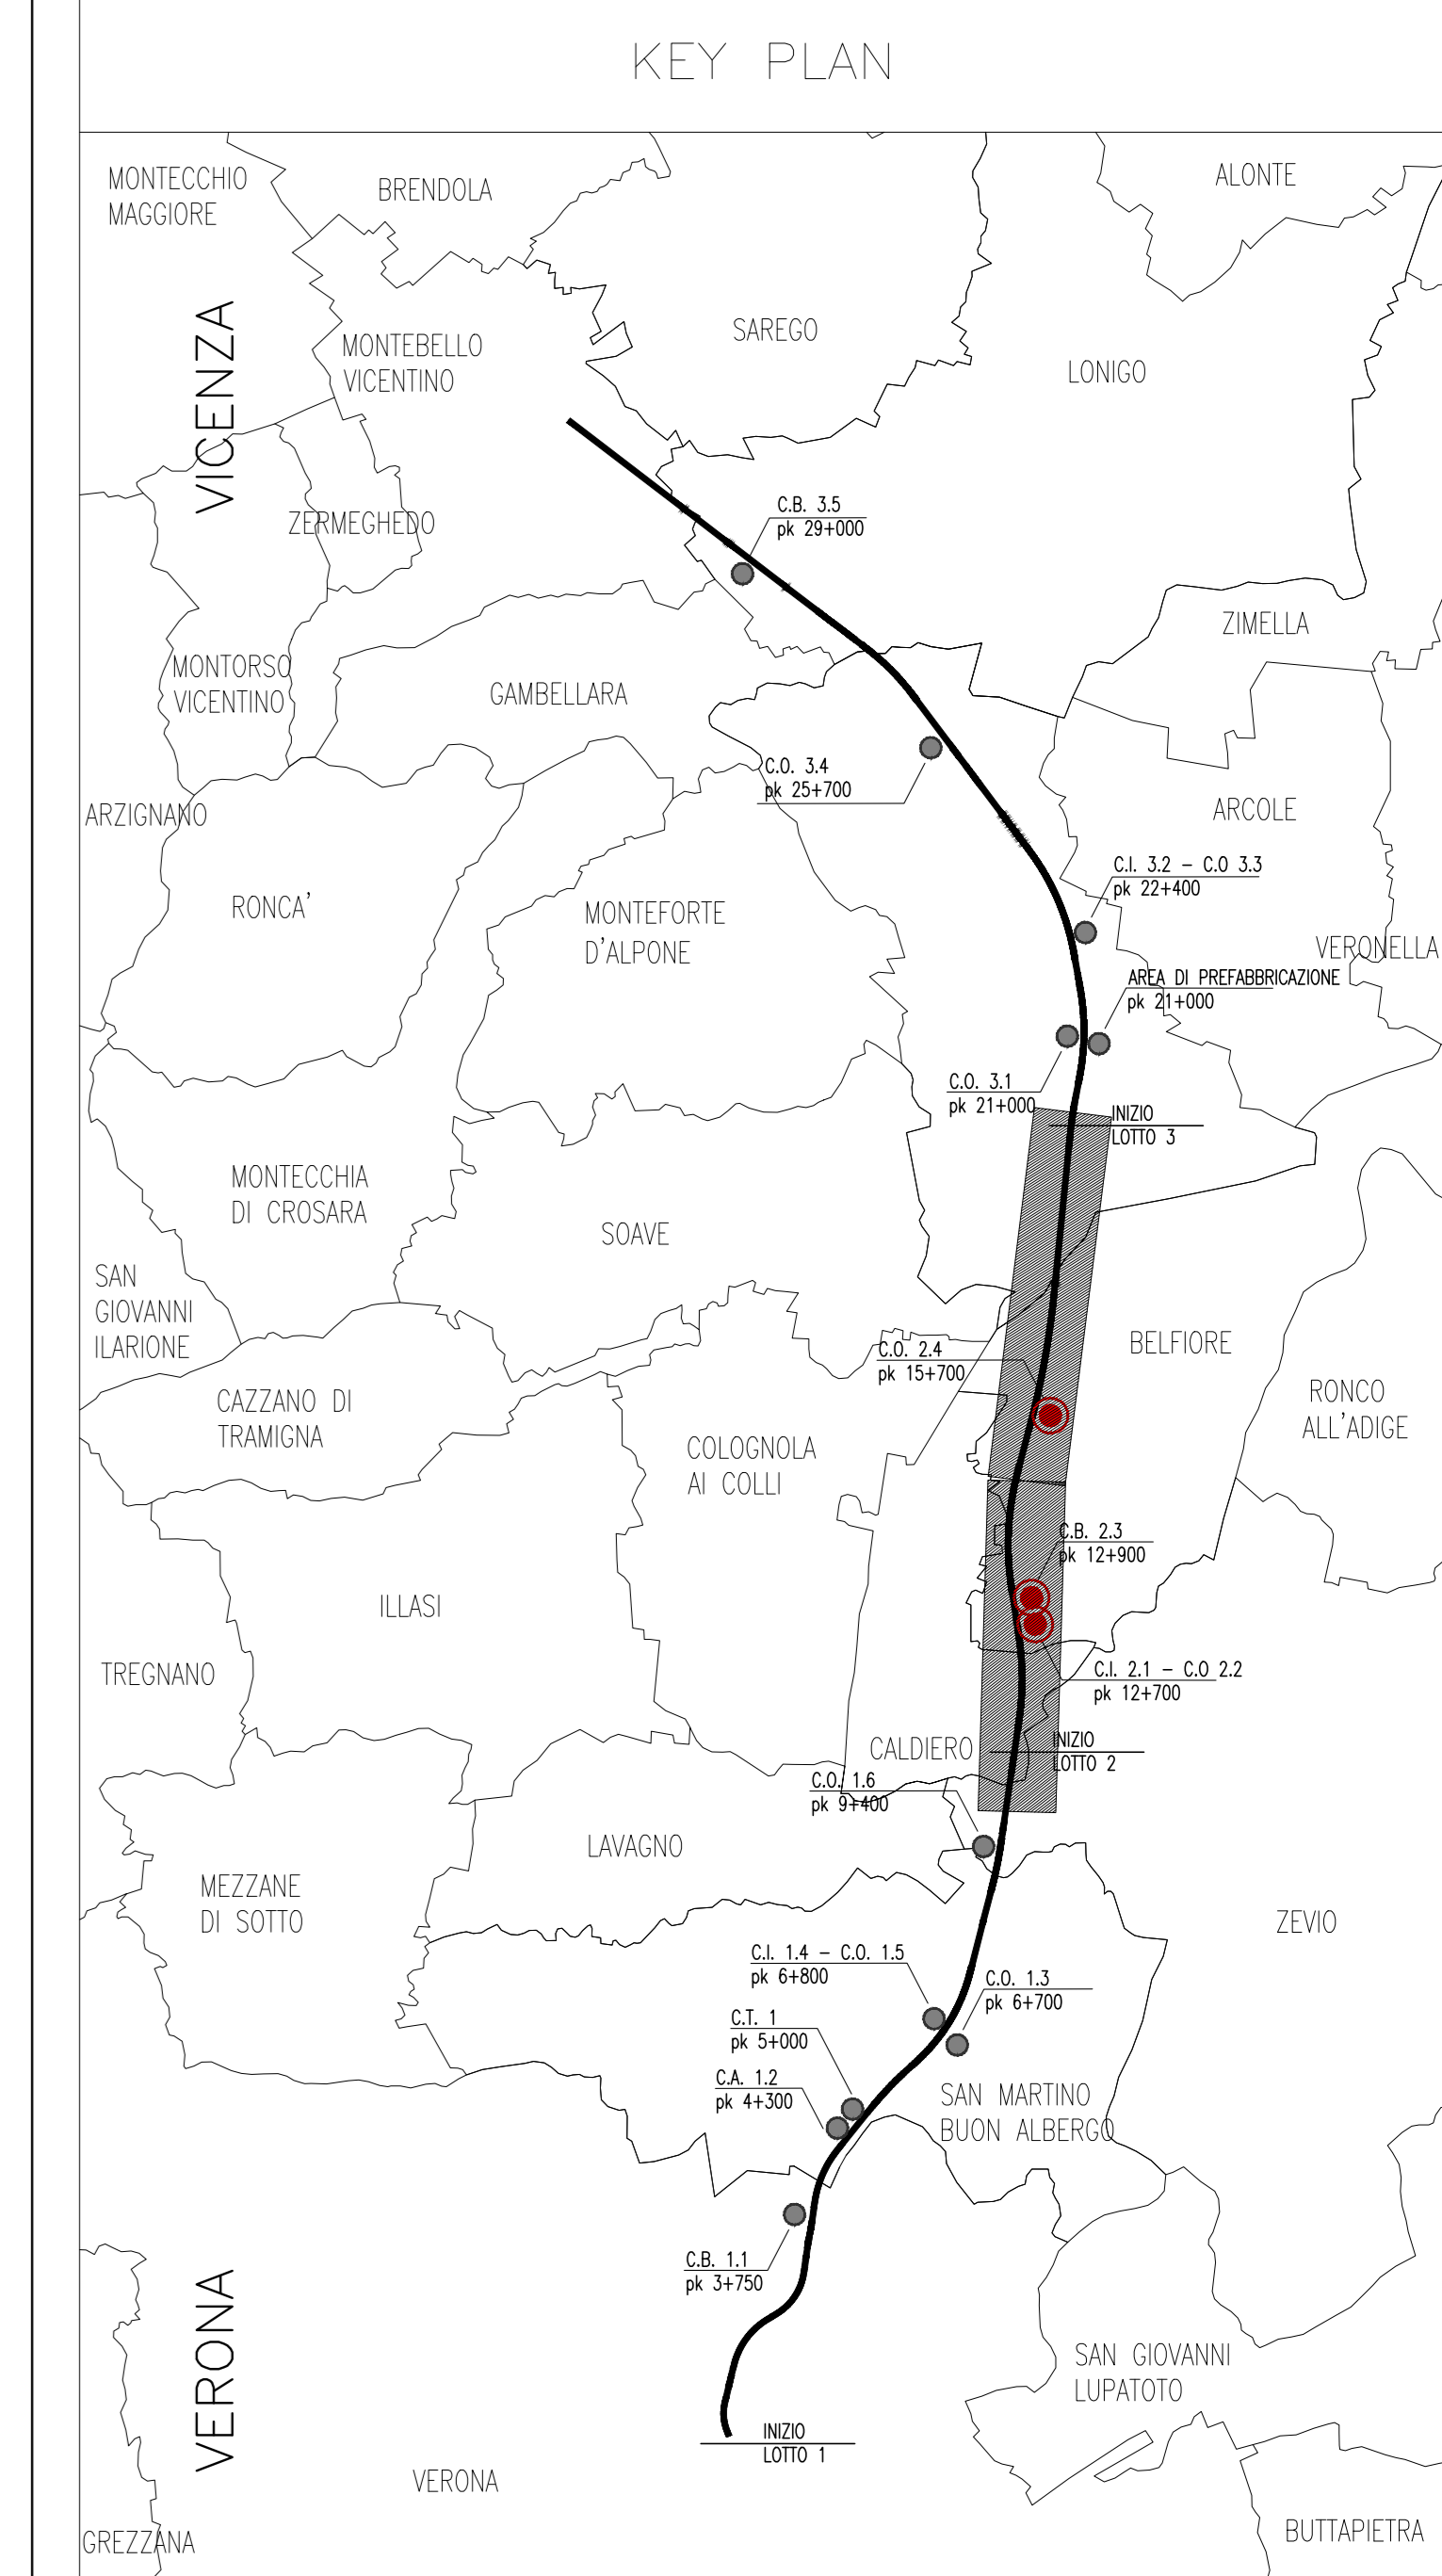 KEY PLAN
MONTECCHIO
MAGGIORE
BRENDOLA
ALONTE
VICENZA
MONTEBELLO
VICENTINO
SAREGO
LONIGO
C.B. 3.5
pk 29+000
ZERMEGHEDO
ZIMELLA
MONTORSO
VICENTINO
GAMBELLARA
C.O. 3.4
pk 25+700
ARZIGNANO
ARCOLE
C.I. 3.2 - C.O 3.3
pk 22+400
RONCA'
MONTEFORTE
D'ALPONE
VERONELLA
AREA DI PREFABBRICAZIONE
pk 21+000
C.O. 3.1
pk 21+000
INIZIO
LOTTO 3
MONTECCHIA
DI CROSARA
SOAVE
SAN
GIOVANNI
ILARIONE
BELFIORE
C.O. 2.4
pk 15+700
CAZZANO DI
TRAMIGNA
RONCO
ALL'ADIGE
COLOGNOLA
AI COLLI
C.B. 2.3
pk 12+900
ILLASI
TREGNANO
C.I. 2.1 - C.O 2.2
pk 12+700
CALDIERO
INIZIO
LOTTO 2
C.O. 1.6
pk 9+400
LAVAGNO
MEZZANE
DI SOTTO
ZEVIO
C.I. 1.4 - C.O. 1.5
pk 6+800
C.O. 1.3
pk 6+700
C.T. 1
pk 5+000
C.A. 1.2
pk 4+300
SAN MARTINO
BUON ALBERGO
C.B. 1.1
pk 3+750
VERONA
SAN GIOVANNI
LUPATOTO
INIZIO
LOTTO 1
VERONA
GREZZANA
BUTTAPIETRA